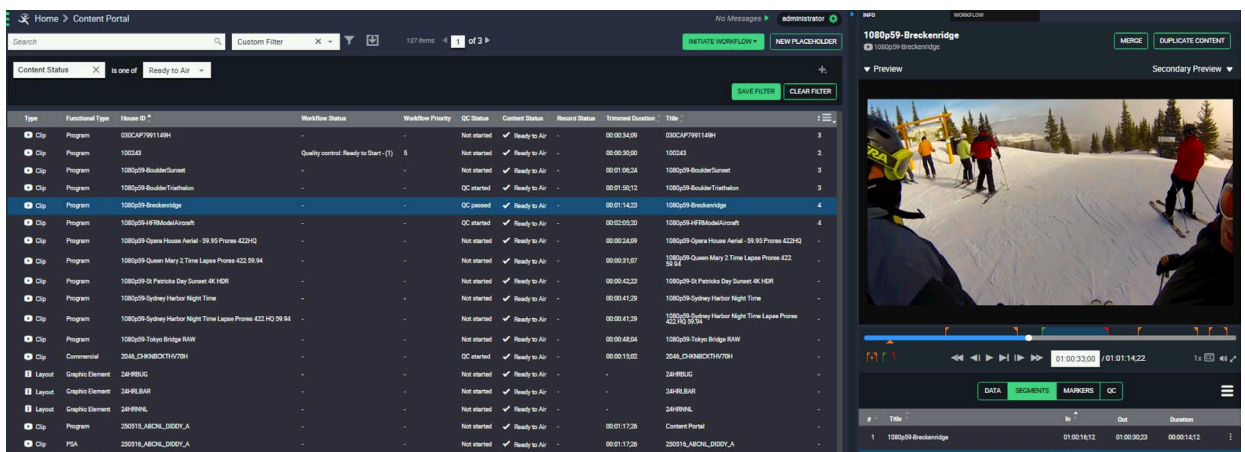 Home > Content Portal
No Messages
administrator
Search
Custom Filter
137 items
1 of 3
INITIATE WORKFLOW
NEW PLACEHOLDER
Content Status
Is one of
Ready to Air
SAVE FILTER
CLEAR FILTER
Type Functional Type House ID Workflow Status Workflow Priority QC Status Content Status Record Status Trimmed Duration Title
Clip Program 030CAP7991149H - - Not started Ready to Air - 00:00:34;09 030CAP7991149H 3
Clip Program 100243 Quality control: Ready to Start - (1) 5 Not started Ready to Air - 00:00:30;00 100243 2
Clip Program 1080p59-BoulderSunset - - Not started Ready to Air - 00:01:06;24 1080p59-BoulderSunset 3
Clip Program 1080p59-BoulderTriathalon - - QC started Ready to Air - 00:01:50;12 1080p59-BoulderTriathalon 3
Clip Program 1080p59-Breckenridge - - QC passed Ready to Air - 00:01:14;23 1080p59-Breckenridge 4
Clip Program 1080p59-HFRModelAircraft - - QC started Ready to Air - 00:02:05;20 1080p59-HFRModelAircraft 4
Clip Program 1080p59-Opera House Aerial - 59.95 Prores 422HQ - - Not started Ready to Air - 00:00:24;09 1080p59-Opera House Aerial - 59.95 Prores 422HQ -
Clip Program 1080p59-Queen Mary 2 Time Lapse Prores 422 59.94 - - Not started Ready to Air - 00:00:31;07 1080p59-Queen Mary 2 Time Lapse Prores 422 59.94 -
Clip Program 1080p59-St Patricks Day Sunset 4K HDR - - Not started Ready to Air - 00:00:42;23 1080p59-St Patricks Day Sunset 4K HDR -
Clip Program 1080p59-Sydney Harbor Night Time - - Not started Ready to Air - 00:00:41;29 1080p59-Sydney Harbor Night Time -
Clip Program 1080p59-Sydney Harbor Night Time Lapse Prores 422 HQ 59.94 - - Not started Ready to Air - 00:00:41;29 1080p59-Sydney Harbor Night Time Lapse Prores 422 HQ 59.94 -
Clip Program 1080p59-Tokyo Bridge RAW - - Not started Ready to Air - 00:00:48;04 1080p59-Tokyo Bridge RAW -
Clip Commercial 2046_CHKNBCKTHV70H - - QC started Ready to Air - 00:00:15;02 2046_CHKNBCKTHV70H -
Layout Graphic Element 24HRBUG - - Not started Ready to Air - - 24HRBUG -
Layout Graphic Element 24HRLBAR - - Not started Ready to Air - - 24HRLBAR -
Layout Graphic Element 24HRNNL - - Not started Ready to Air - - 24HRNNL -
Clip Program 250515_ABCNL_DIDDY_A - - Not started Ready to Air - 00:01:17;26 Content Portal -
Clip PSA 250516_ABCNL_DIDDY_A - - Not started Ready to Air - 00:01:17;26 250516_ABCNL_DIDDY_A -
INFO
WORKFLOW
1080p59-Breckenridge
1080p59-Breckenridge
MERGE
DUPLICATE CONTENT
Preview
Secondary Preview
01:00:33;00 / 01:01:14;22
1x
CC
DATA
SEGMENTS
MARKERS
QC
# Title In Out Duration
1 1080p59-Breckenridge 01:00:16;12 01:00:30;23 00:00:14;12